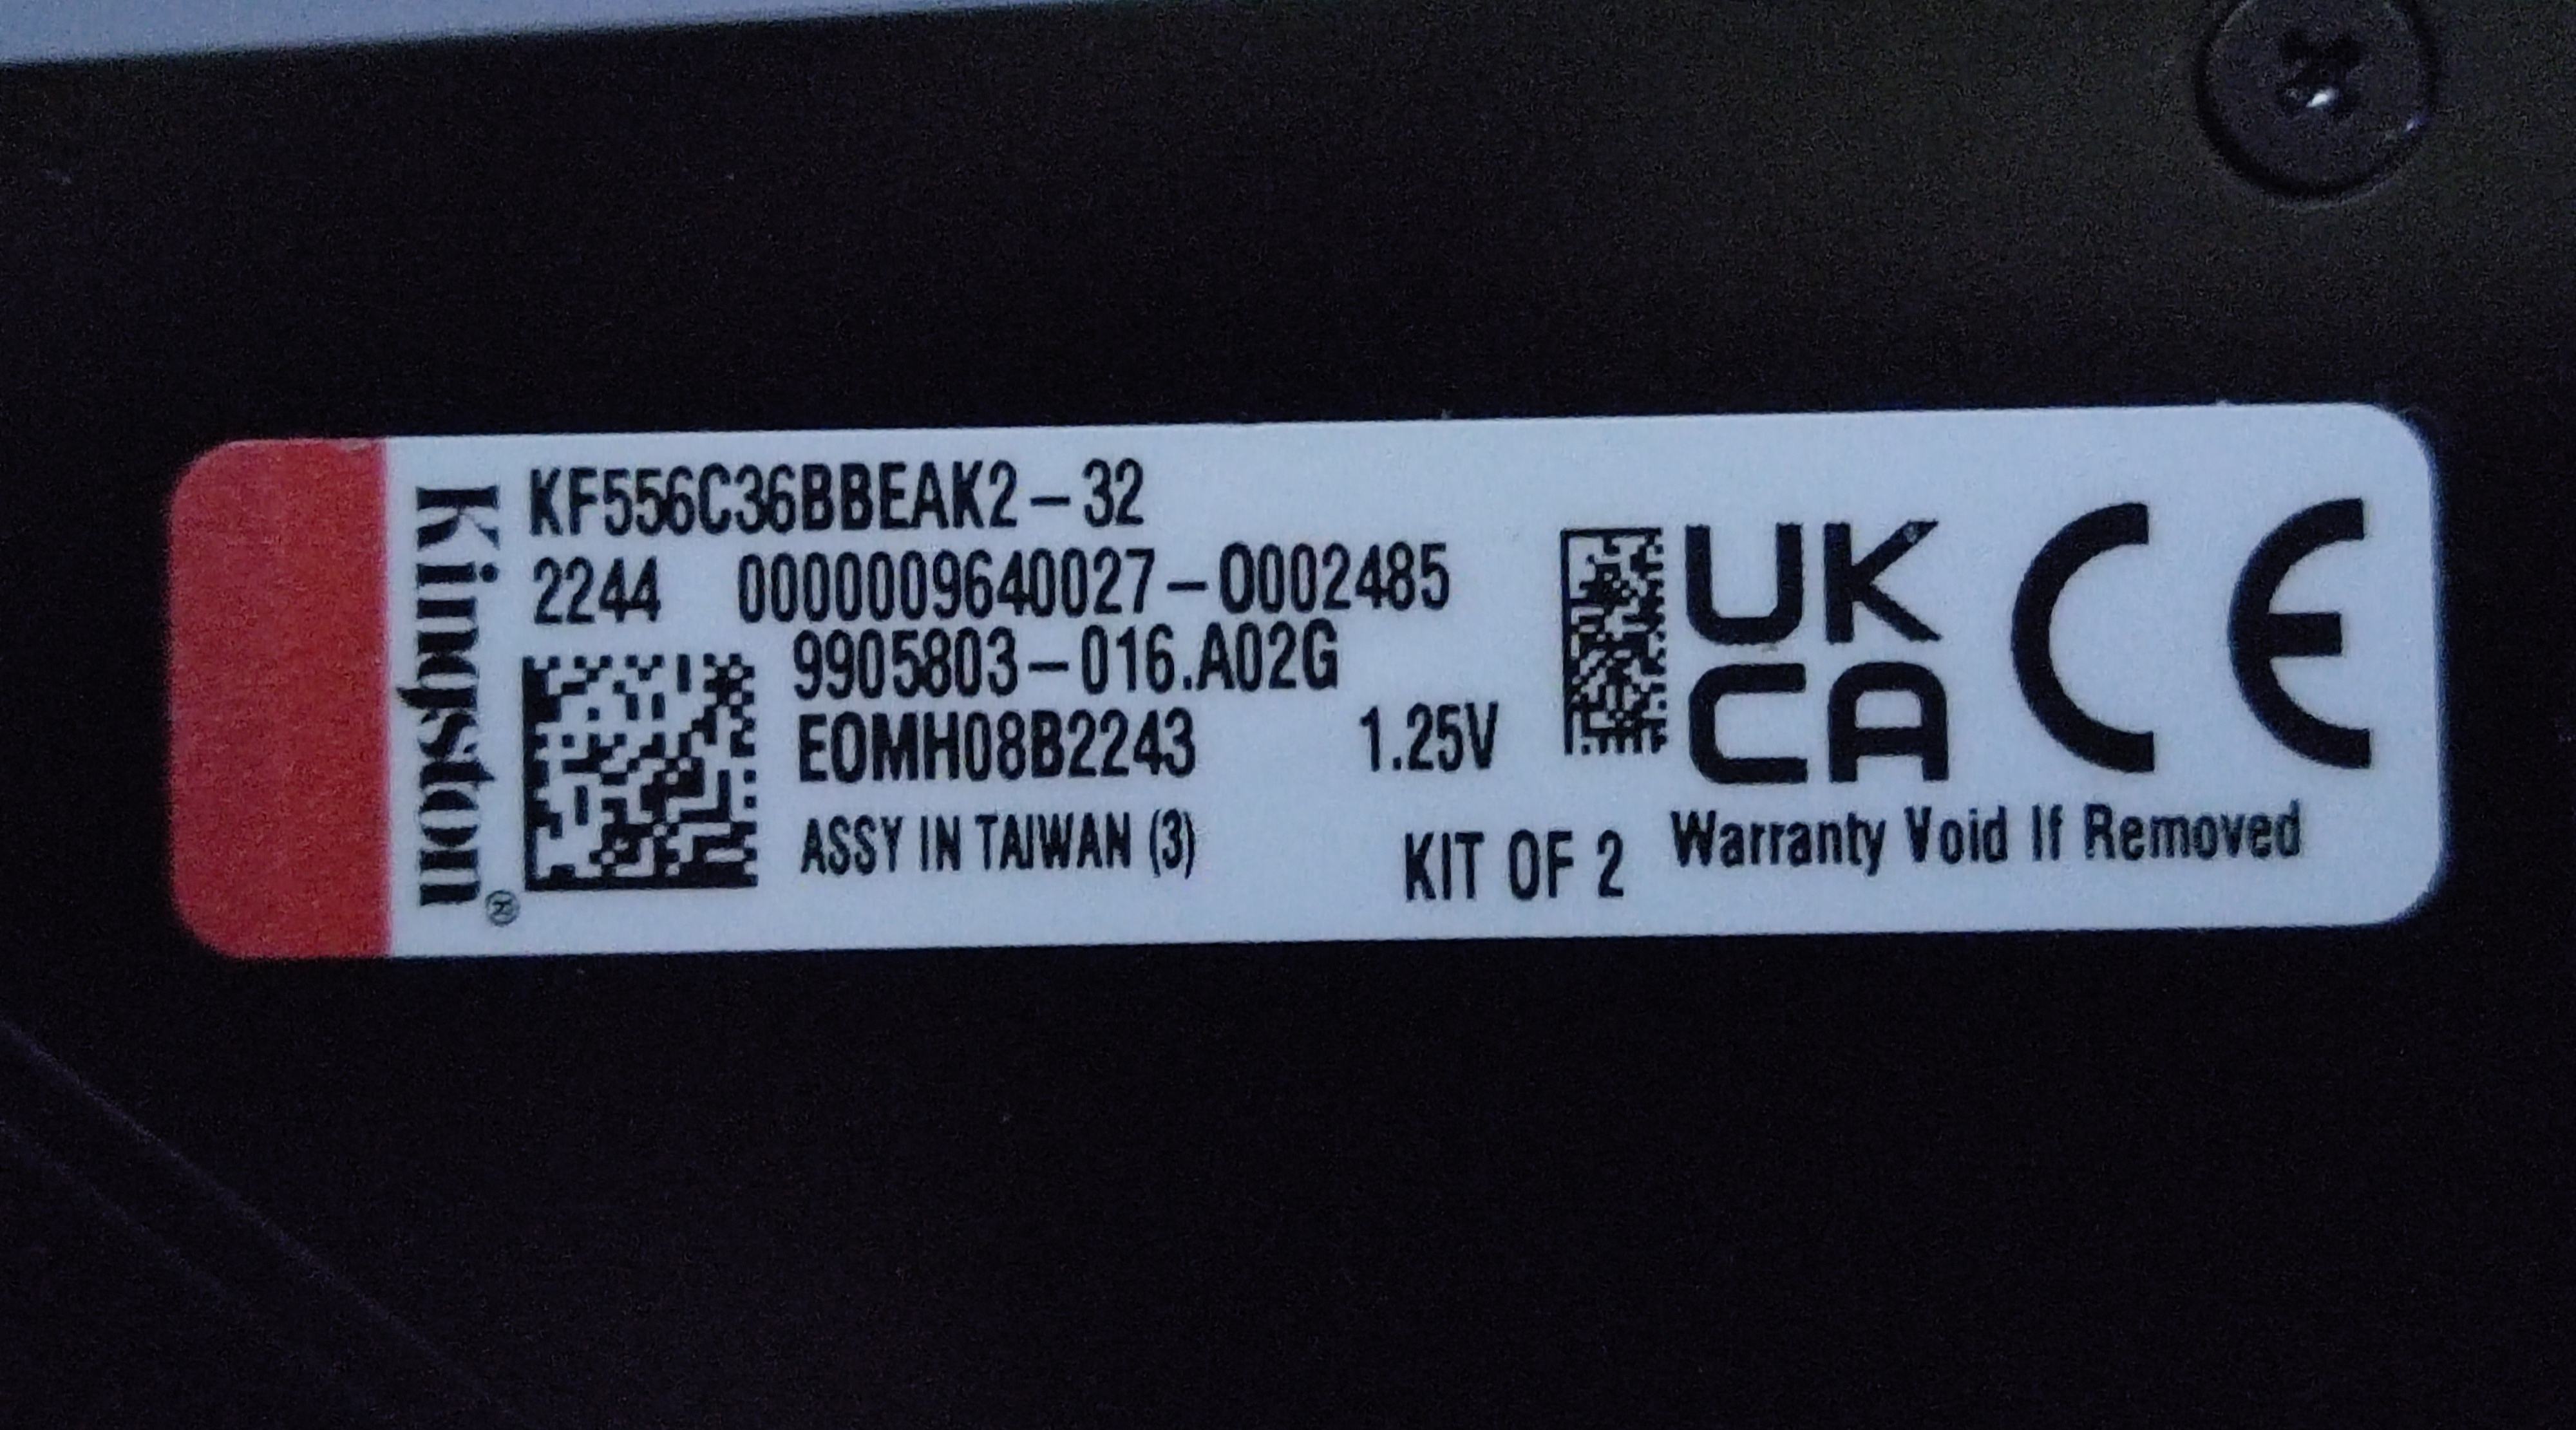 Kingston®
KF556C36BBEAK2-32
2244 0000009640027-0002485
9905803-016.A02G
EOMH08B2243 1.25V
ASSY IN TAIWAN (3)
KIT OF 2
UK
CA
CE
Warranty Void If Removed